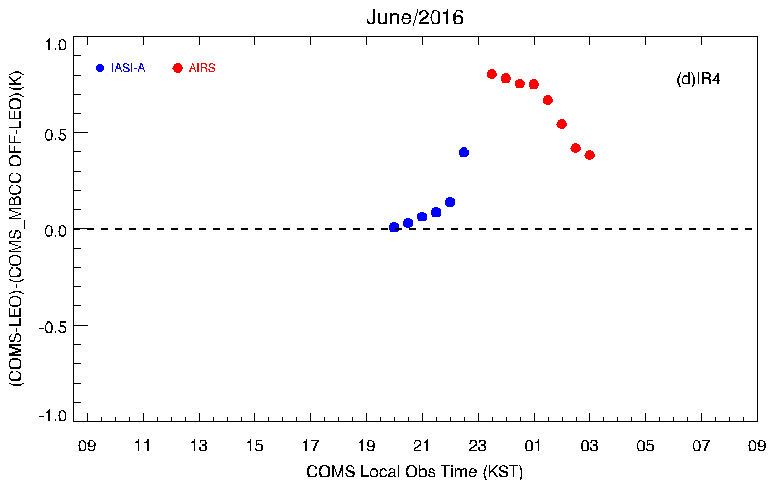 June/2016
(COMS-LEO)-(COMS_MBCC OFF-LEO)(K)
1.0
0.5
0.0
-0.5
-1.0
IASI-A AIRS
(d)IR4
09 11 13 15 17 19 21 23 01 03 05 07 09
COMS Local Obs Time (KST)